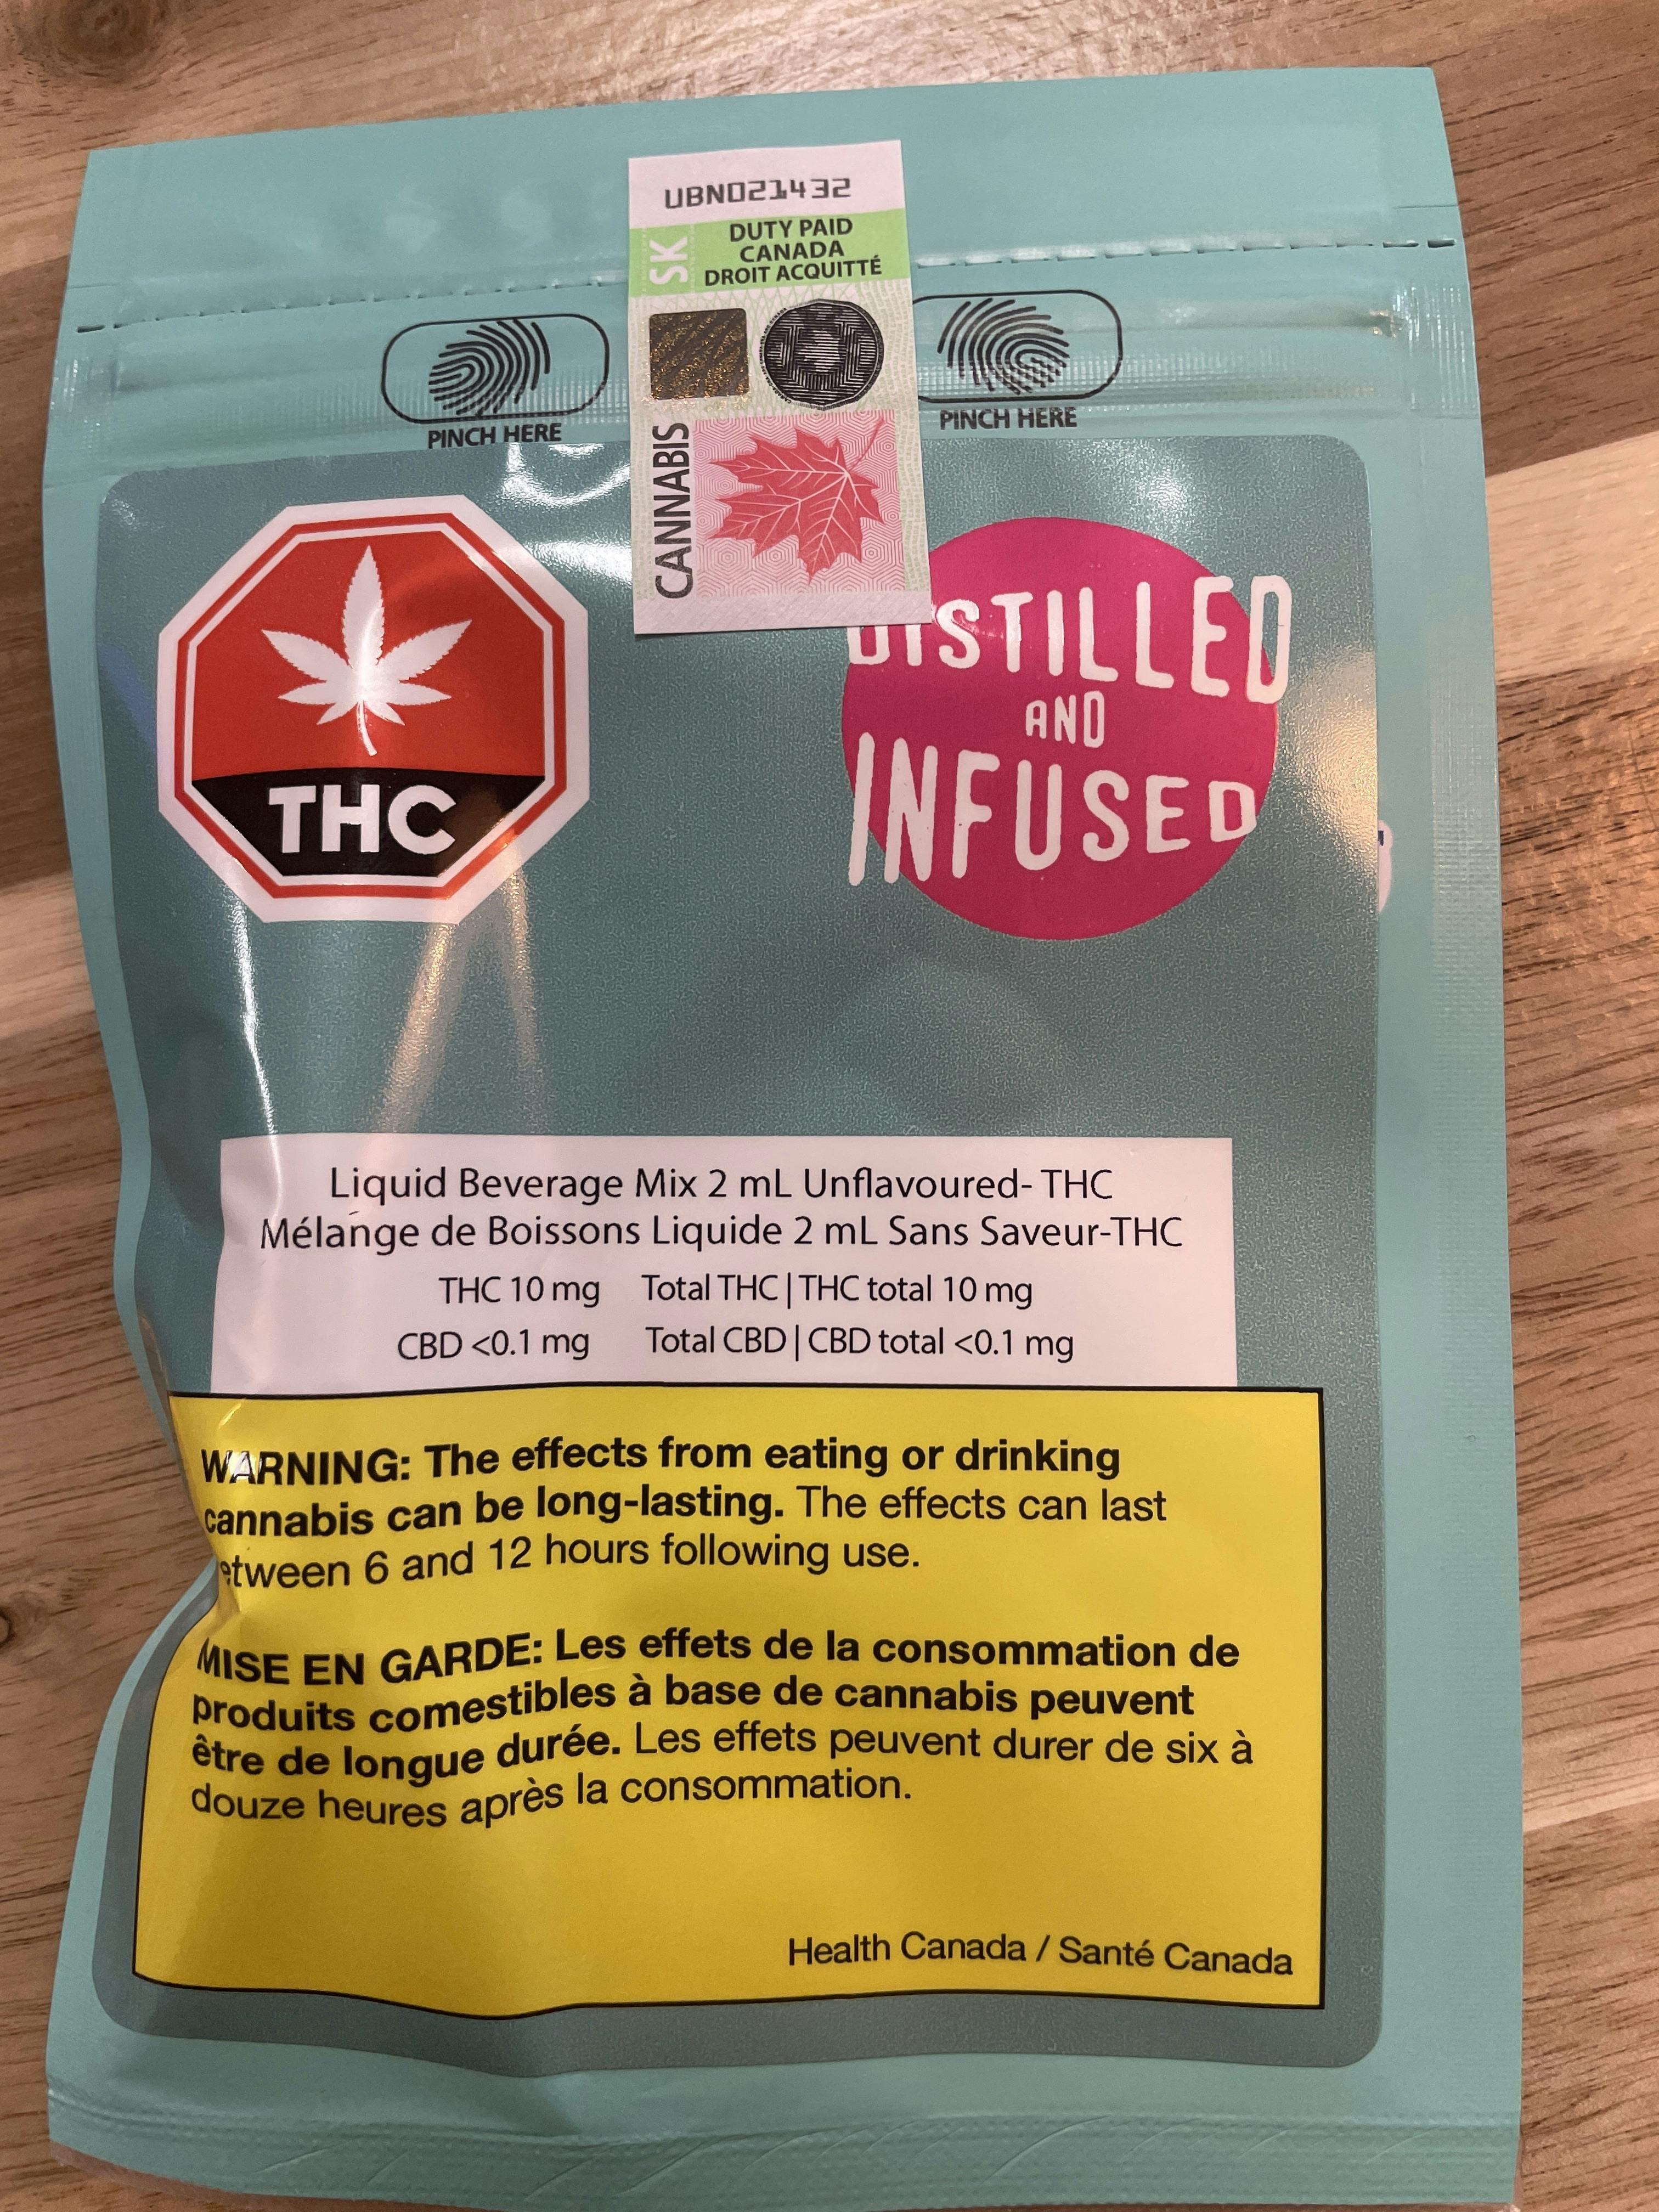 UBN021432
SK
DUTY PAID
CANADA
DROIT ACQUITTÉ
CANNABIS
PINCH HERE
PINCH HERE
THC
DISTILLED
AND
INFUSED
Liquid Beverage Mix 2 mL Unflavoured- THC
Mélange de Boissons Liquide 2 mL Sans Saveur-THC
THC 10 mg Total THC | THC total 10 mg
CBD <0.1 mg Total CBD | CBD total <0.1 mg
WARNING: The effects from eating or drinking
cannabis can be long-lasting. The effects can last
etween 6 and 12 hours following use.
MISE EN GARDE: Les effets de la consommation de
produits comestibles à base de cannabis peuvent
être de longue durée. Les effets peuvent durer de six à
douze heures après la consommation.
Health Canada / Santé Canada